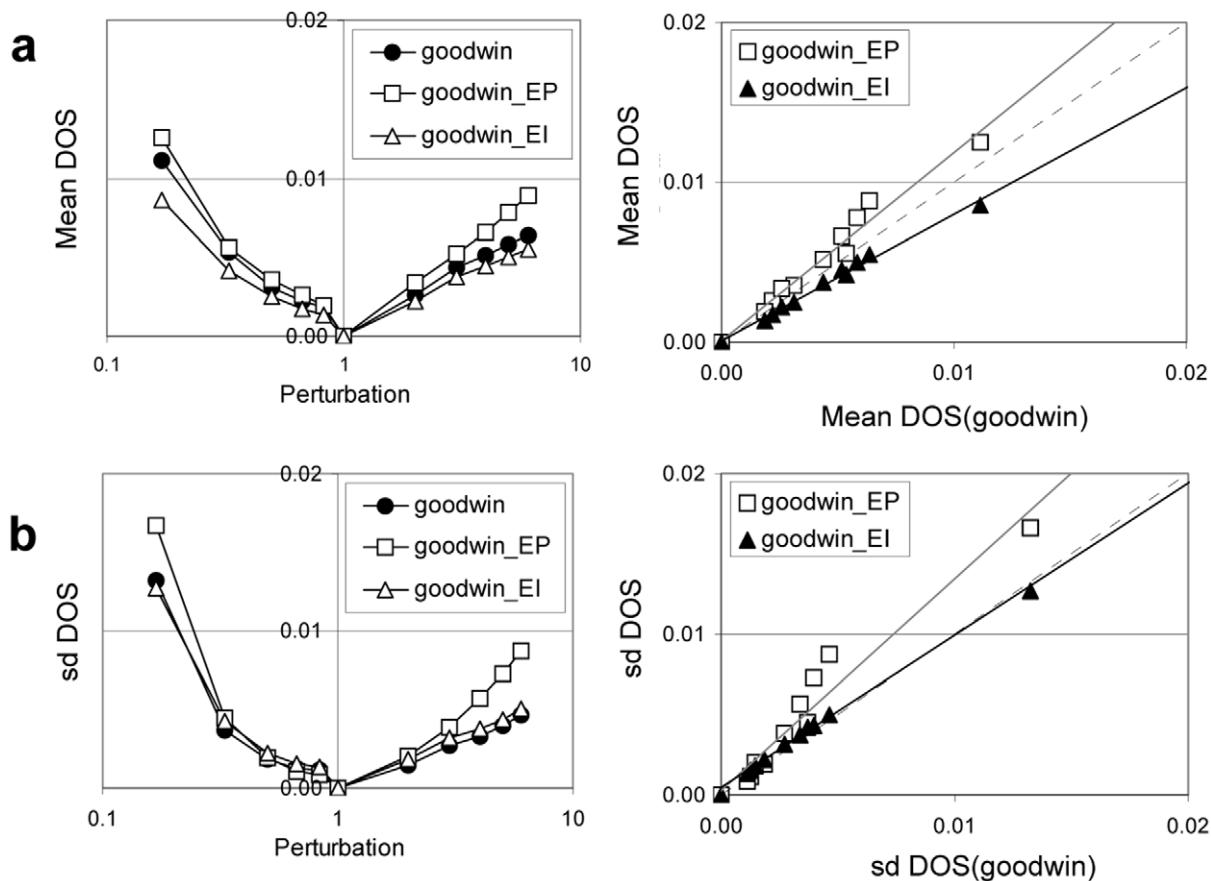 a
0.02
goodwin
goodwin_EP
goodwin_EI
Mean DOS
0.01
0.00
0.1
1
10
Perturbation
0.02
goodwin_EP
goodwin_EI
Mean DOS
0.01
0.00
0.00
0.01
0.02
Mean DOS(goodwin)
b
0.02
goodwin
goodwin_EP
goodwin_EI
sd DOS
0.01
0.00
0.1
1
10
Perturbation
0.02
goodwin_EP
goodwin_EI
sd DOS
0.01
0.00
0.00
0.01
0.02
sd DOS(goodwin)